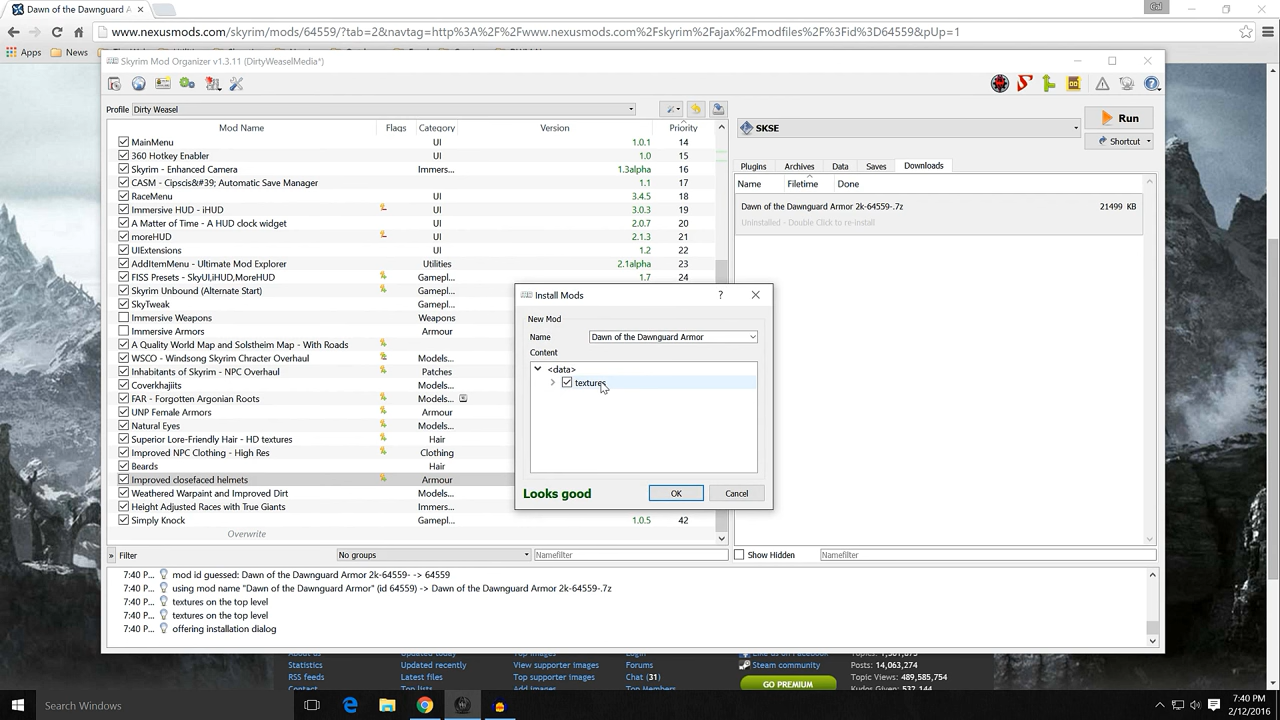 Dawn of the Dawnguard A
www.nexusmods.com/skyrim/mods/64559/?tab=2&navtag=http%3A%2F%2Fwww.nexusmods.com%2Fskyrim%2Fajax%2Fmodfiles%2F%3Fid%3D64559&pUp=1
Apps
News
Skyrim Mod Organizer v1.3.11 (DirtyWeaselMedia*)
Profile Dirty Weasel
Mod Name Flags Category Version Priority
MainMenu UI 1.0.1 14
360 Hotkey Enabler UI 1.0 15
Skyrim - Enhanced Camera Immers... 1.3alpha 16
CASM - Cipscis&#39; Automatic Save Manager 1.1 17
RaceMenu UI 3.4.5 18
Immersive HUD - iHUD UI 3.0.3 19
A Matter of Time - A HUD clock widget UI 2.0.7 20
moreHUD UI 2.1.3 21
UIExtensions UI 1.2 22
AddItemMenu - Ultimate Mod Explorer Utilities 2.1alpha 23
FISS Presets - SkyUI,iHUD,MoreHUD Gamepl... 1.7 24
Skyrim Unbound (Alternate Start) Gamepl...
SkyTweak Gamepl...
Immersive Weapons Weapons
Immersive Armors Armour
A Quality World Map and Solstheim Map - With Roads
WSCO - Windsong Skyrim Chracter Overhaul Models...
Inhabitants of Skyrim - NPC Overhaul Patches
Coverkhajiits Models...
FAR - Forgotten Argonian Roots Models...
UNP Female Armors Armour
Natural Eyes Models...
Superior Lore-Friendly Hair - HD textures Hair
Improved NPC Clothing - High Res Clothing
Beards Hair
Improved closefaced helmets Armour
Weathered Warpaint and Improved Dirt Models...
Height Adjusted Races with True Giants Immers...
Simply Knock Gamepl... 1.0.5 42
Overwrite
» Filter No groups Namefilter
SKSE
Run
Shortcut
Plugins Archives Data Saves Downloads
Name Filetime Done
Dawn of the Dawnguard Armor 2k-64559-.7z 21499 KB
Uninstalled - Double Click to re-install
Show Hidden Namefilter
Install Mods ?
New Mod
Name Dawn of the Dawnguard Armor
Content
<data>
textures
Looks good OK Cancel
7:40 P... mod id guessed: Dawn of the Dawnguard Armor 2k-64559- -> 64559
7:40 P... using mod name "Dawn of the Dawnguard Armor" (id 64559) -> Dawn of the Dawnguard Armor 2k-64559-.7z
7:40 P... textures on the top level
7:40 P... textures on the top level
7:40 P... offering installation dialog
Statistics Recently added View supporter images Forums Steam community Posts: 14,063,274
Latest files Top supporter images Chat (31) Topic Views: 489,585,754
GO PREMIUM
Search Windows
7:40 PM
2/12/2016